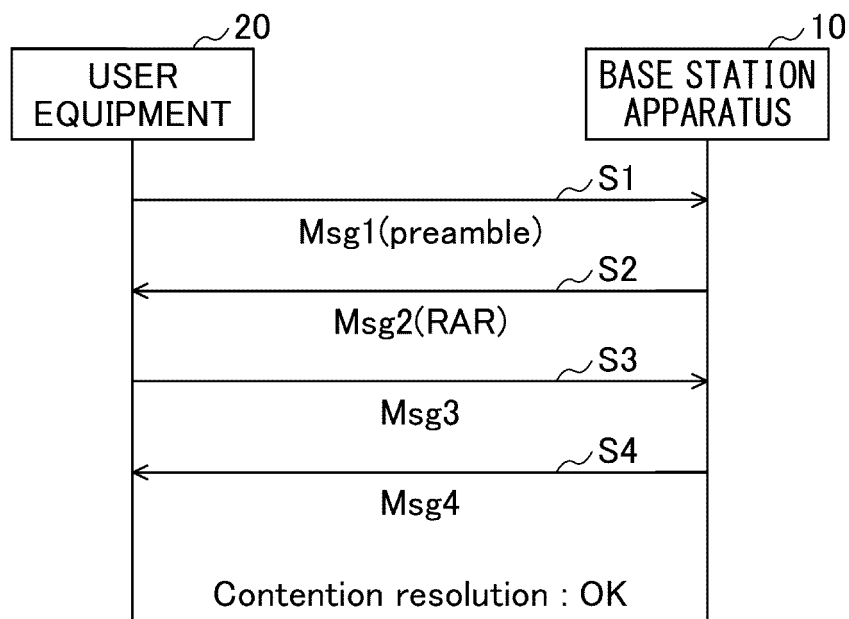 20
10
USER
EQUIPMENT
BASE STATION
APPARATUS
S1
Msg1(preamble)
S2
Msg2(RAR)
S3
Msg3
S4
Msg4
Contention resolution : OK